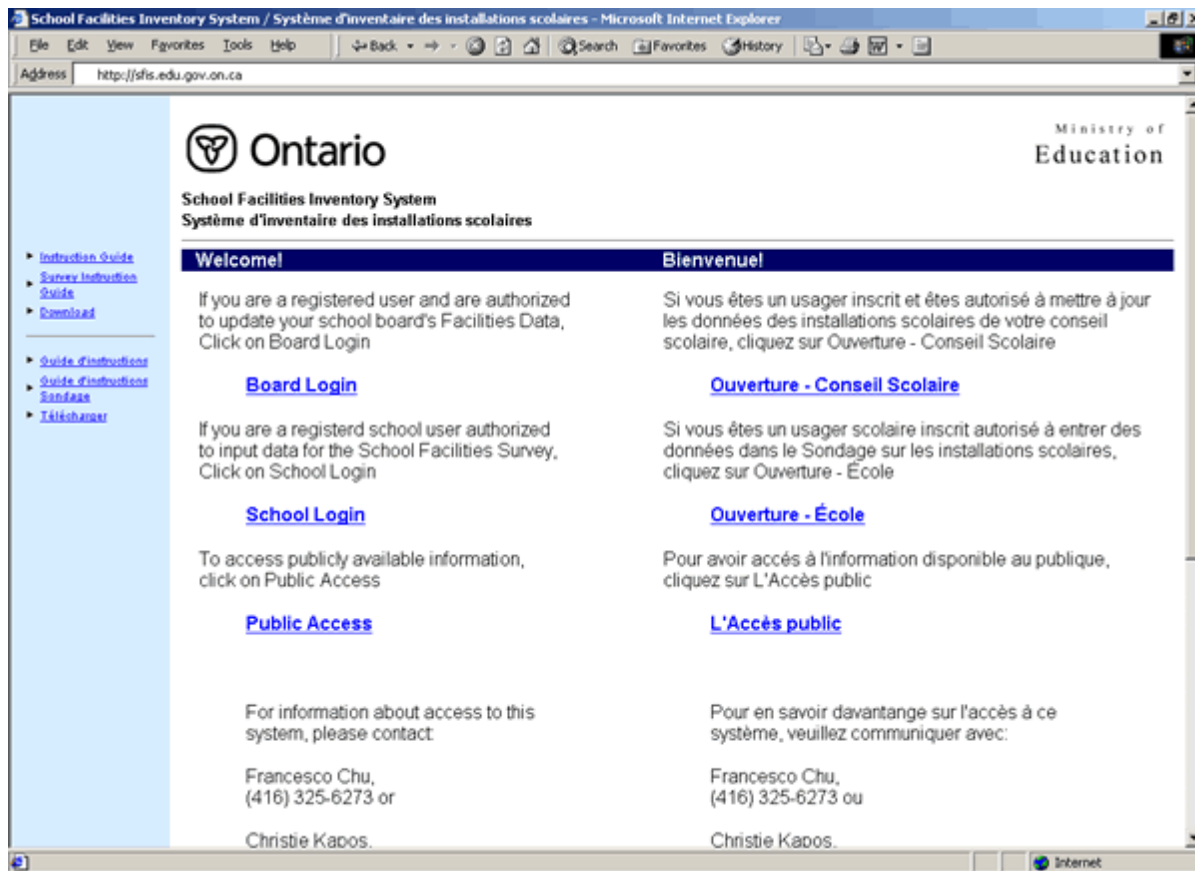 School Facilities Inventory System / Système d'inventaire des installations scolaires - Microsoft Internet Explorer
File Edit View Favorites Tools Help Back Search Favorites History
Address http://sfis.edu.gov.on.ca
Ontario
Ministry of
Education
School Facilities Inventory System
Système d'inventaire des installations scolaires
Instruction Guide
Survey Instruction
Guide
Download
Guide d'instructions
Guide d'instructions
Sondage
Télécharger
Welcome!
If you are a registered user and are authorized
to update your school board's Facilities Data,
Click on Board Login
Board Login
If you are a registerd school user authorized
to input data for the School Facilities Survey,
Click on School Login
School Login
To access publicly available information,
click on Public Access
Public Access
For information about access to this
system, please contact:
Francesco Chu,
(416) 325-6273 or
Christie Kapos.
Bienvenue!
Si vous êtes un usager inscrit et êtes autorisé à mettre à jour
les données des installations scolaires de votre conseil
scolaire, cliquez sur Ouverture - Conseil Scolaire
Ouverture - Conseil Scolaire
Si vous êtes un usager scolaire inscrit autorisé à entrer des
données dans le Sondage sur les installations scolaires,
cliquez sur Ouverture - École
Ouverture - École
Pour avoir accés à l'information disponible au publique,
cliquez sur L'Accès public
L'Accès public
Pour en savoir davantange sur l'accès à ce
système, veuillez communiquer avec:
Francesco Chu,
(416) 325-6273 ou
Christie Kapos.
Internet